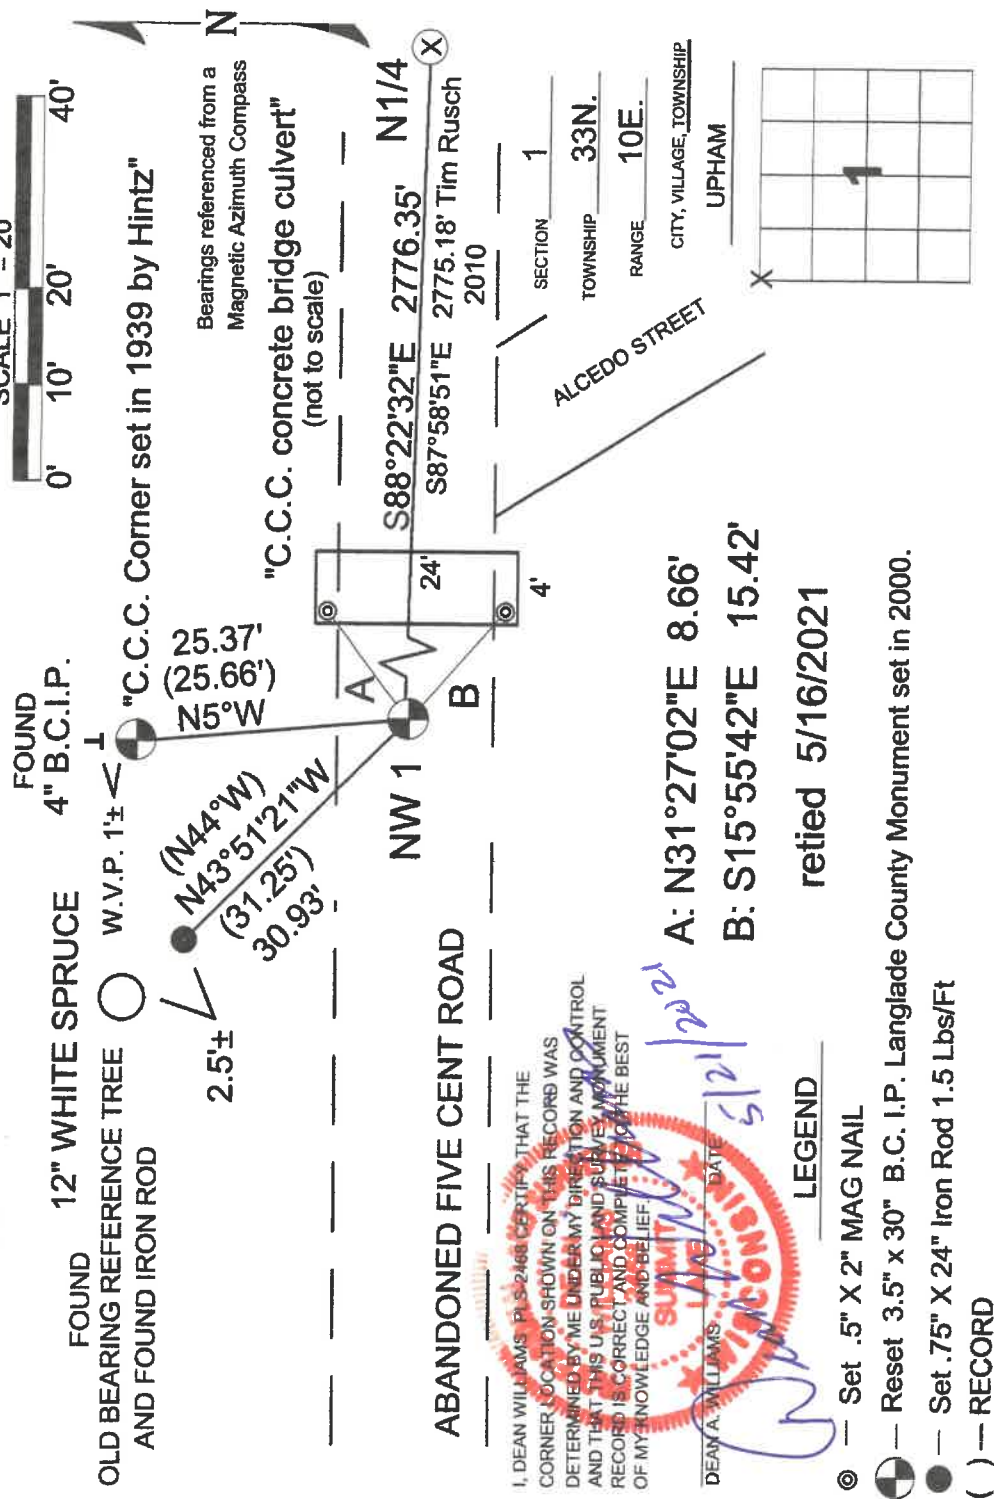 SCALE 1" = 20'
0' 10' 20' 40'
N
FOUND
12" WHITE SPRUCE
OLD BEARING REFERENCE TREE
AND FOUND IRON ROD
2.5'±
W.V.P. 1'±
FOUND
4" B.C.I.P.
"C.C.C. Corner set in 1939 by Hintz"
25.37'
(25.66')
N5°W
(N44°W)
N43°51'21"W
(31.25')
30.93'
Bearings referenced from a
Magnetic Azimuth Compass
"C.C.C. concrete bridge culvert"
(not to scale)
NW 1
A
B
24'
4'
S88°22'32"E 2776.35'
N1/4
X
S87°58'51"E 2775.18' Tim Rusch
2010
ABANDONED FIVE CENT ROAD
ALCEDO STREET
SECTION 1
TOWNSHIP 33N.
RANGE 10E.
CITY, VILLAGE, TOWNSHIP
UPHAM
X
1
A: N31°27'02"E 8.66'
B: S15°55'42"E 15.42'
retied 5/16/2021
I, DEAN WILLIAMS PLS-2468 CERTIFY THAT THE
CORNER LOCATION SHOWN ON THIS RECORD WAS
DETERMINED BY ME UNDER MY DIRECTION AND CONTROL
AND THAT THIS U.S. PUBLIC LAND SURVEY MONUMENT
RECORD IS CORRECT AND COMPLETE TO THE BEST
OF MY KNOWLEDGE AND BELIEF.
SUMMIT
LAKE
WISCONSIN
DEAN A. WILLIAMS DATE 5/21/2021
LEGEND
Set .5" X 2" MAG NAIL
Reset 3.5" x 30" B.C. I.P. Langlade County Monument set in 2000.
Set .75" X 24" Iron Rod 1.5 Lbs/Ft
( ) RECORD